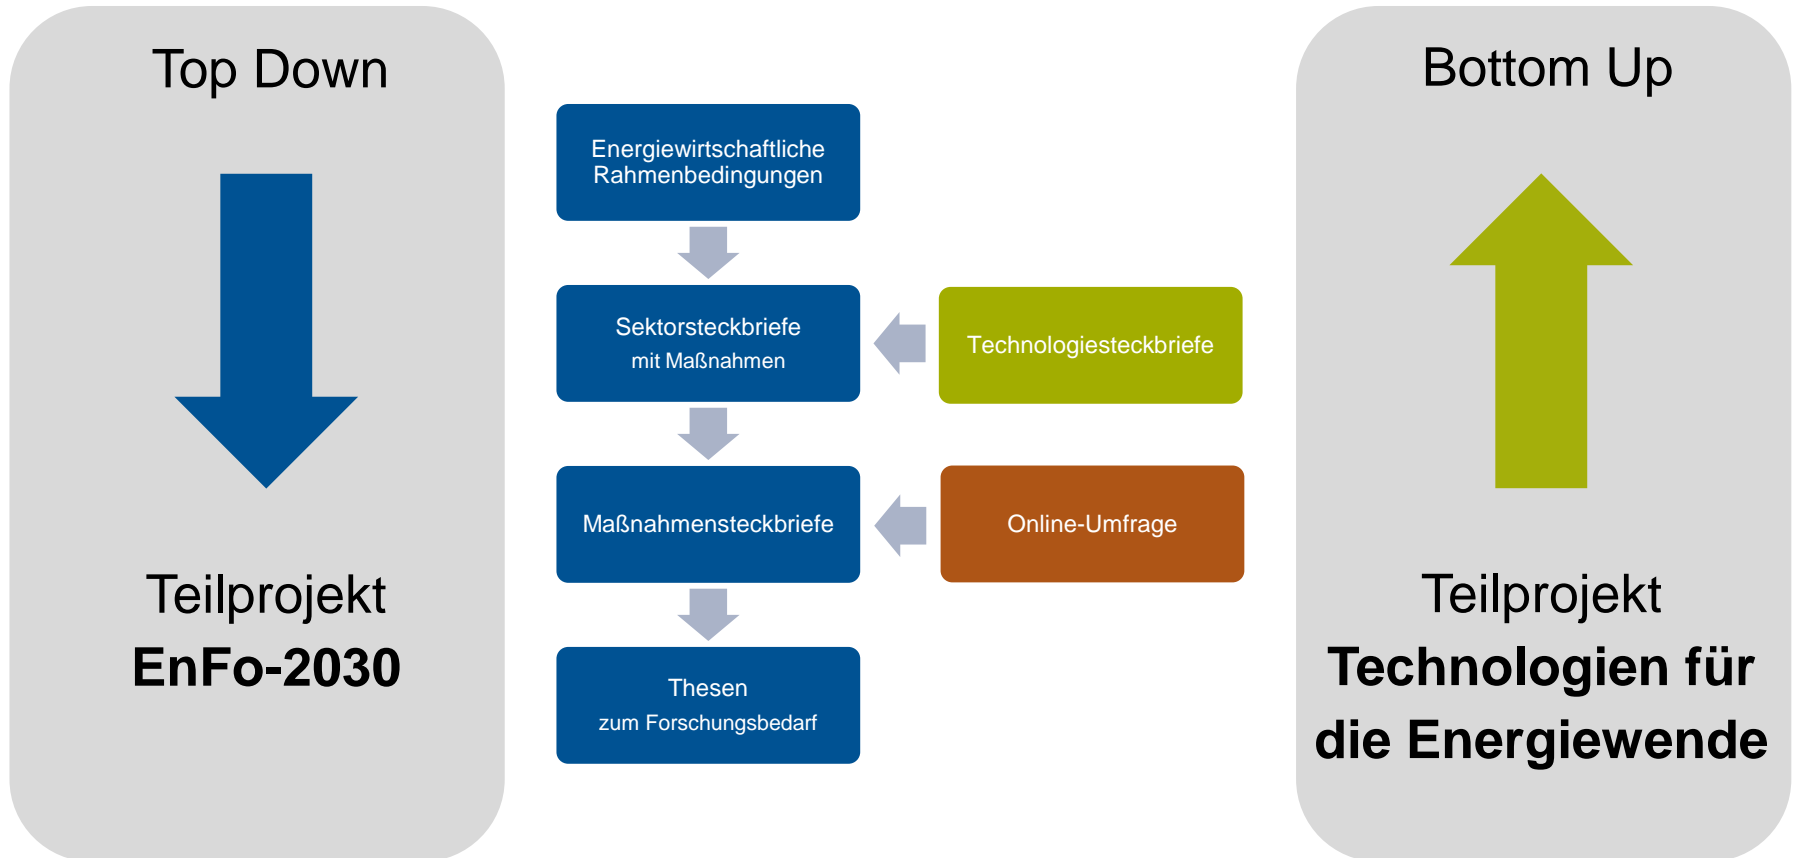 Top Down
Teilprojekt
EnFo-2030
Energiewirtschaftliche
Rahmenbedingungen
Sektorsteckbriefe
mit Maßnahmen
Technologiesteckbriefe
Maßnahmensteckbriefe
Online-Umfrage
Thesen
zum Forschungsbedarf
Bottom Up
Teilprojekt
Technologien für
die Energiewende